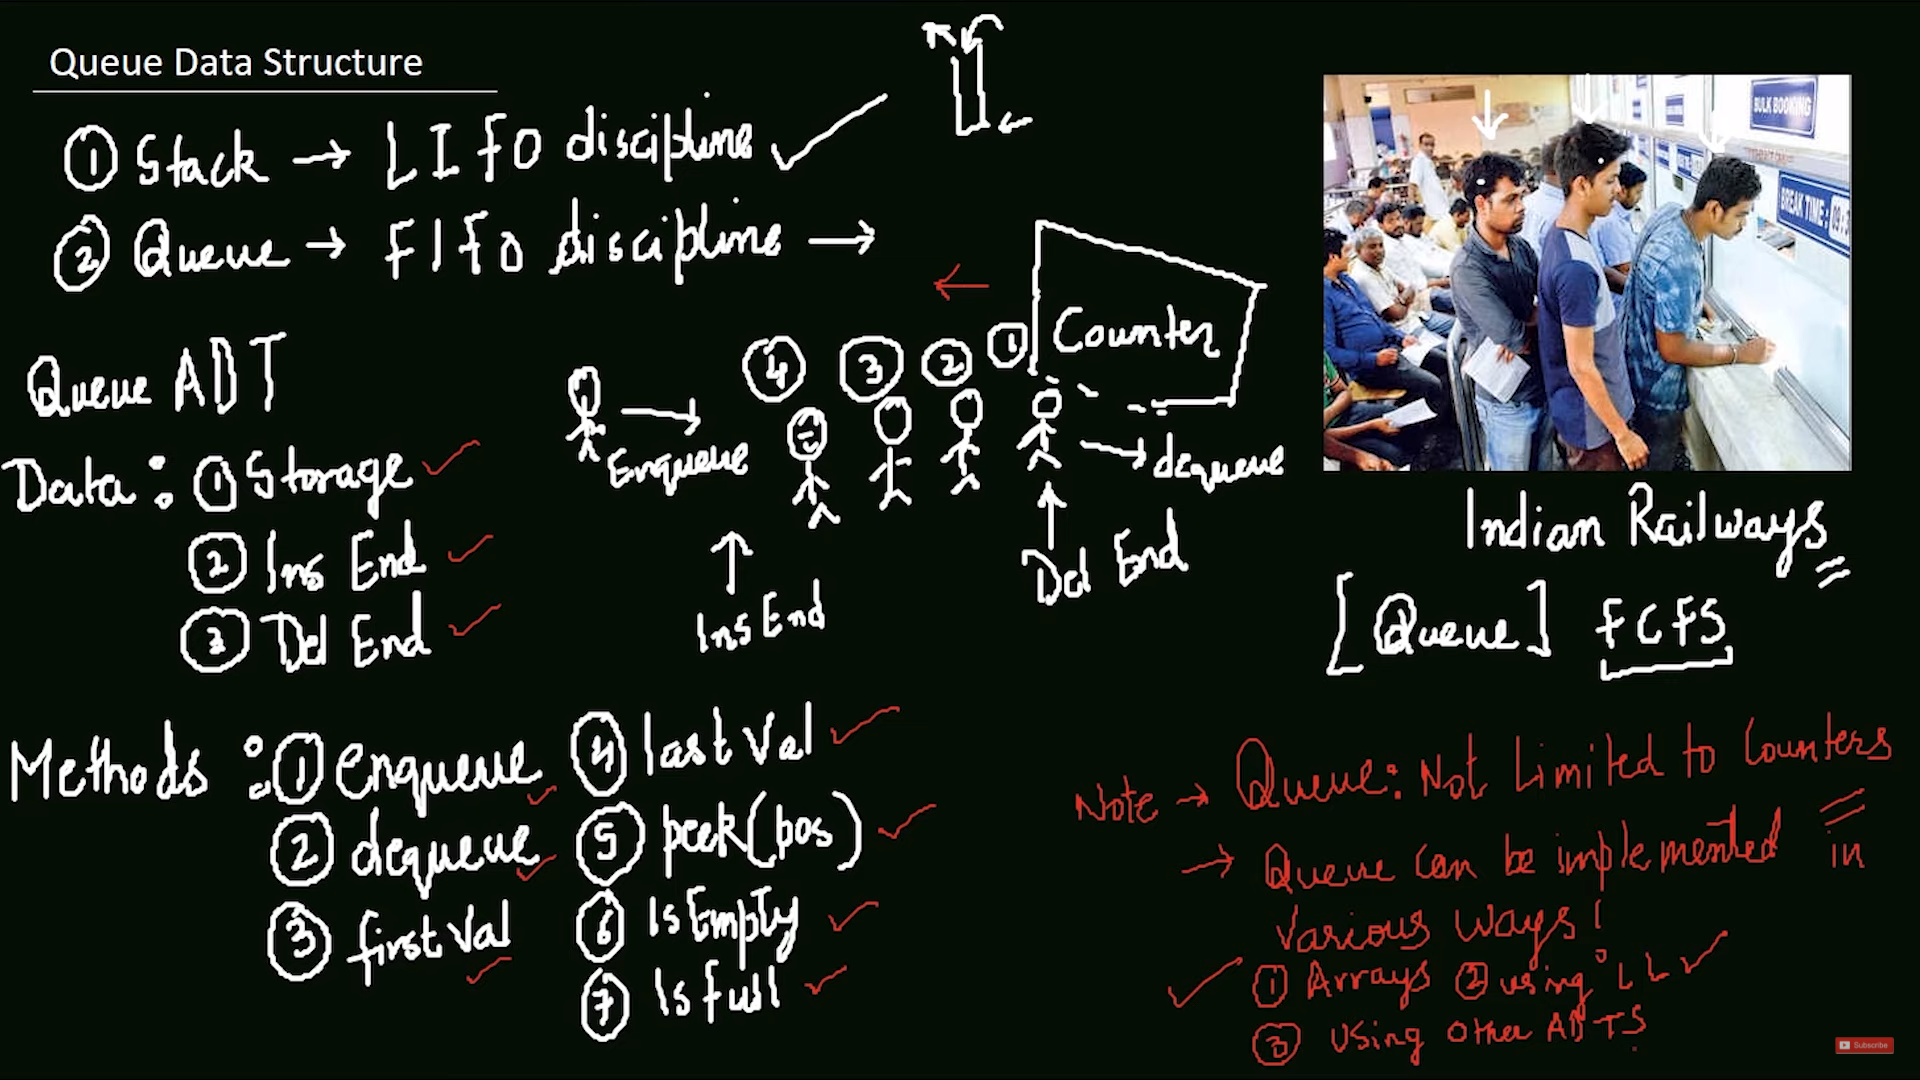 Queue Data Structure
① Stack → LIFO discipline ✓
② Queue → FIFO discipline →
Counter
④ ③ ② ①
Enqueue
dequeue
Ins End
Del End
BULK BOOKING
BREAK TIME :
Indian Railways
[Queue] FCFS
Queue ADT
Data : ① Storage ✓
② Ins End ✓
③ Del End ✓
Methods : ① enqueue ✓
② dequeue ✓
③ firstVal ✓
④ lastVal ✓
⑤ peek(pos) ✓
⑥ IsEmpty ✓
⑦ Isfull ✓
Note → Queue: Not Limited to Counters
→ Queue can be implemented in
various ways!
✓ ① Arrays ② using LL ✓
③ Using Other ADTS
Subscribe